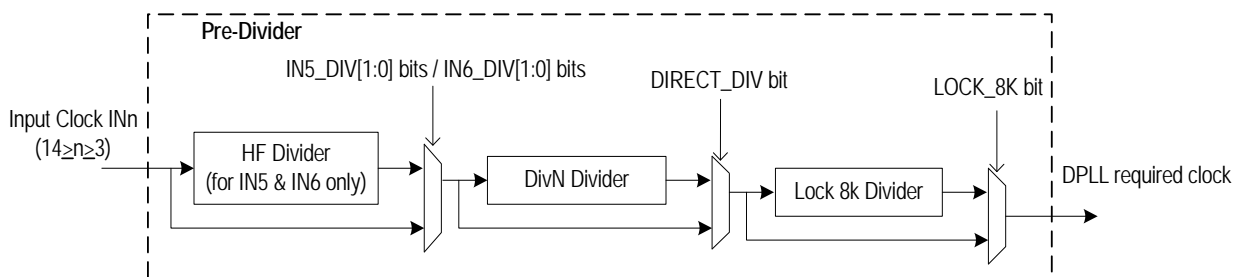 Pre-Divider
IN5_DIV[1:0] bits / IN6_DIV[1:0] bits
DIRECT_DIV bit
LOCK_8K bit
Input Clock INn
(14≥n≥3)
HF Divider
(for IN5 & IN6 only)
DivN Divider
Lock 8k Divider
DPLL required clock